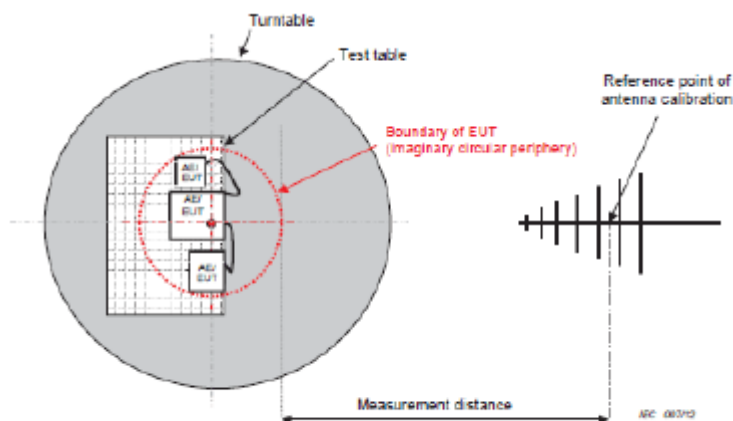 Turntable
Test table
Reference point of
antenna calibration
Boundary of EUT
(imaginary circular periphery)
AE/
EUT
AE/
EUT
AE/
EUT
Measurement distance
IEC